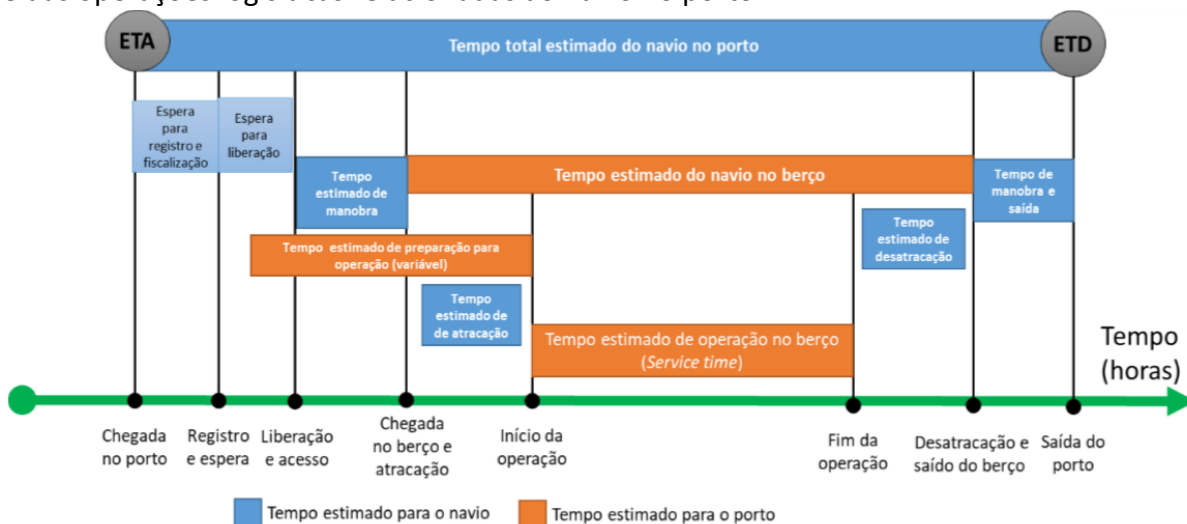 ETA
Tempo total estimado do navio no porto
ETD
Espera
para
registro e
fiscalização
Espera
para
liberação
Tempo
estimado de
manobra
Tempo estimado do navio no berço
Tempo de
manobra e
saída
Tempo estimado de preparação para
operação (variável)
Tempo
estimado de
desatracação
Tempo
estimado de
de atracação
Tempo estimado de operação no berço
(Service time)
Tempo
(horas)
Chegada
no porto
Registro
e espera
Liberação
e acesso
Chegada
no berço e
atracação
Início da
operação
Fim da
operação
Desatracação e
saído do berço
Saída do
porto
Tempo estimado para o navio
Tempo estimado para o porto